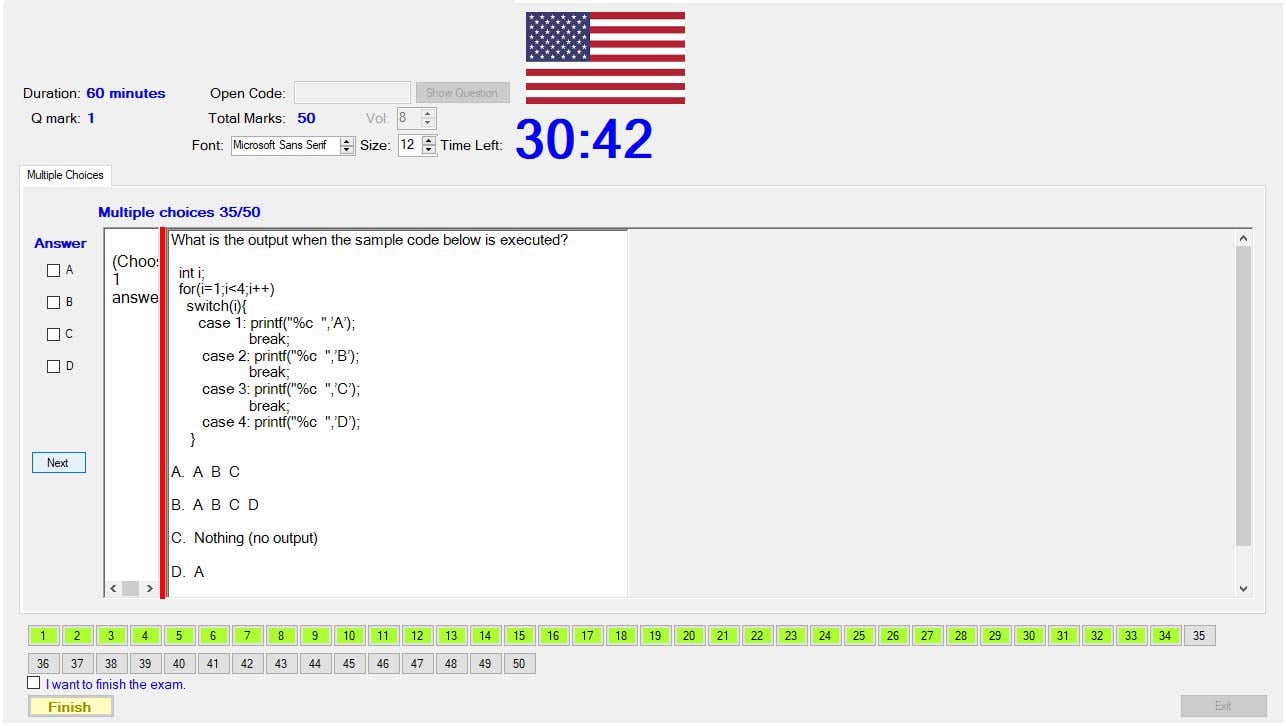 Duration: 60 minutes Open Code: Show Question
Q mark: 1 Total Marks: 50 Vol: 8
Font: Microsoft Sans Serif Size: 12 Time Left: 30:42
Multiple Choices
Multiple choices 35/50
Answer
A
B
C
D
Next
(Choos
1
answe
What is the output when the sample code below is executed?
int i;
for(i=1;i<4;i++)
switch(i){
case 1: printf("%c ",'A');
break;
case 2: printf("%c ",'B');
break;
case 3: printf("%c ",'C');
break;
case 4: printf("%c ",'D');
}
A. A B C
B. A B C D
C. Nothing (no output)
D. A
1 2 3 4 5 6 7 8 9 10 11 12 13 14 15 16 17 18 19 20 21 22 23 24 25 26 27 28 29 30 31 32 33 34 35
36 37 38 39 40 41 42 43 44 45 46 47 48 49 50
I want to finish the exam.
Finish Exit